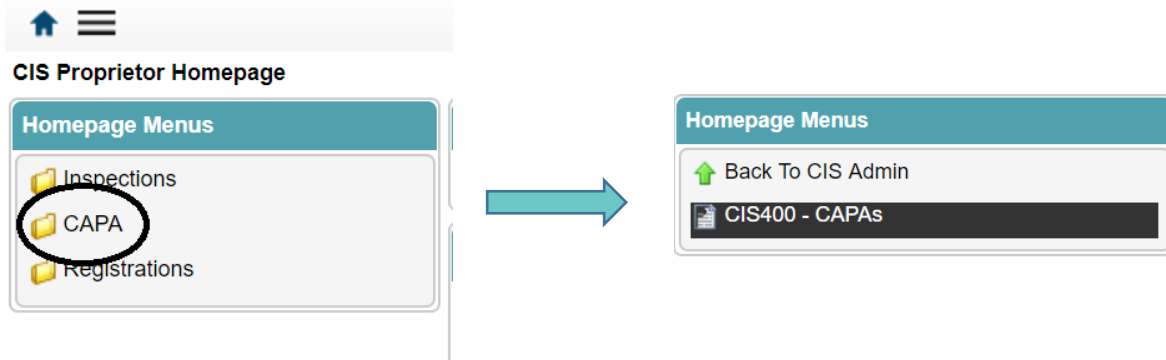 CIS Proprietor Homepage
Homepage Menus
Inspections
CAPA
Registrations
Homepage Menus
Back To CIS Admin
CIS400 - CAPAs